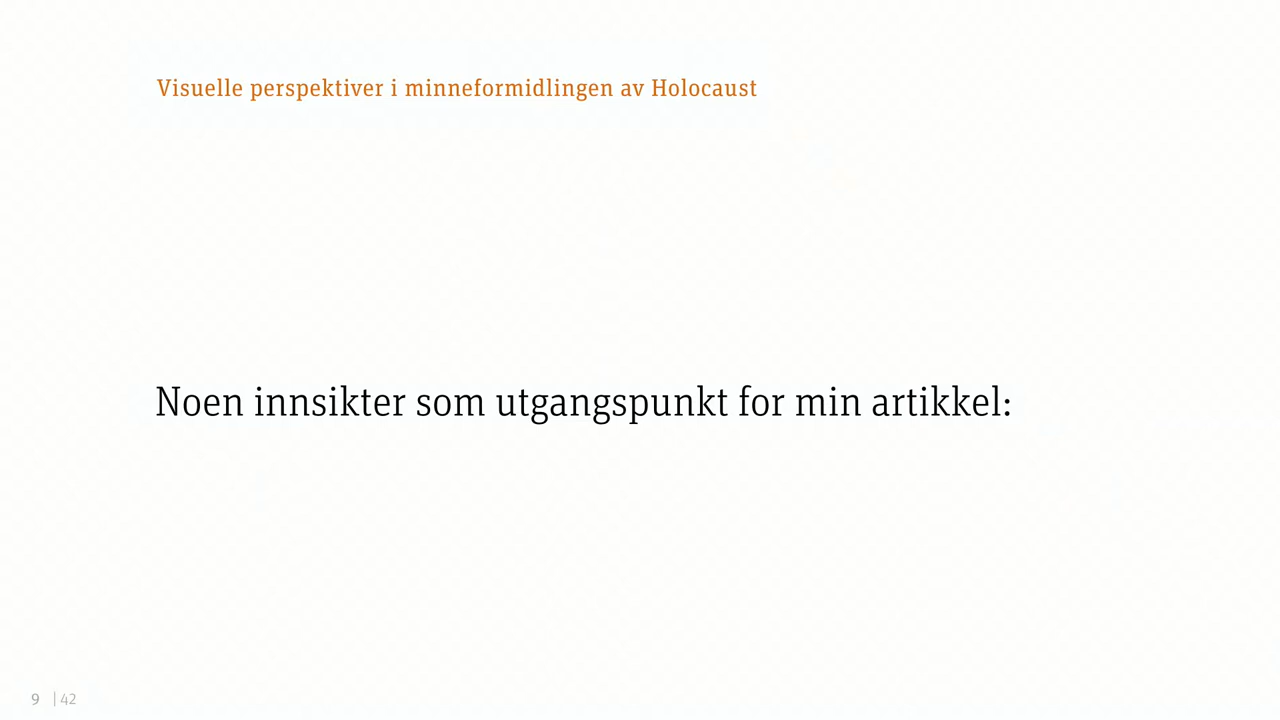 Visuelle perspektiver i minneformidlingen av Holocaust
Noen innsikter som utgangspunkt for min artikkel:
9 | 42